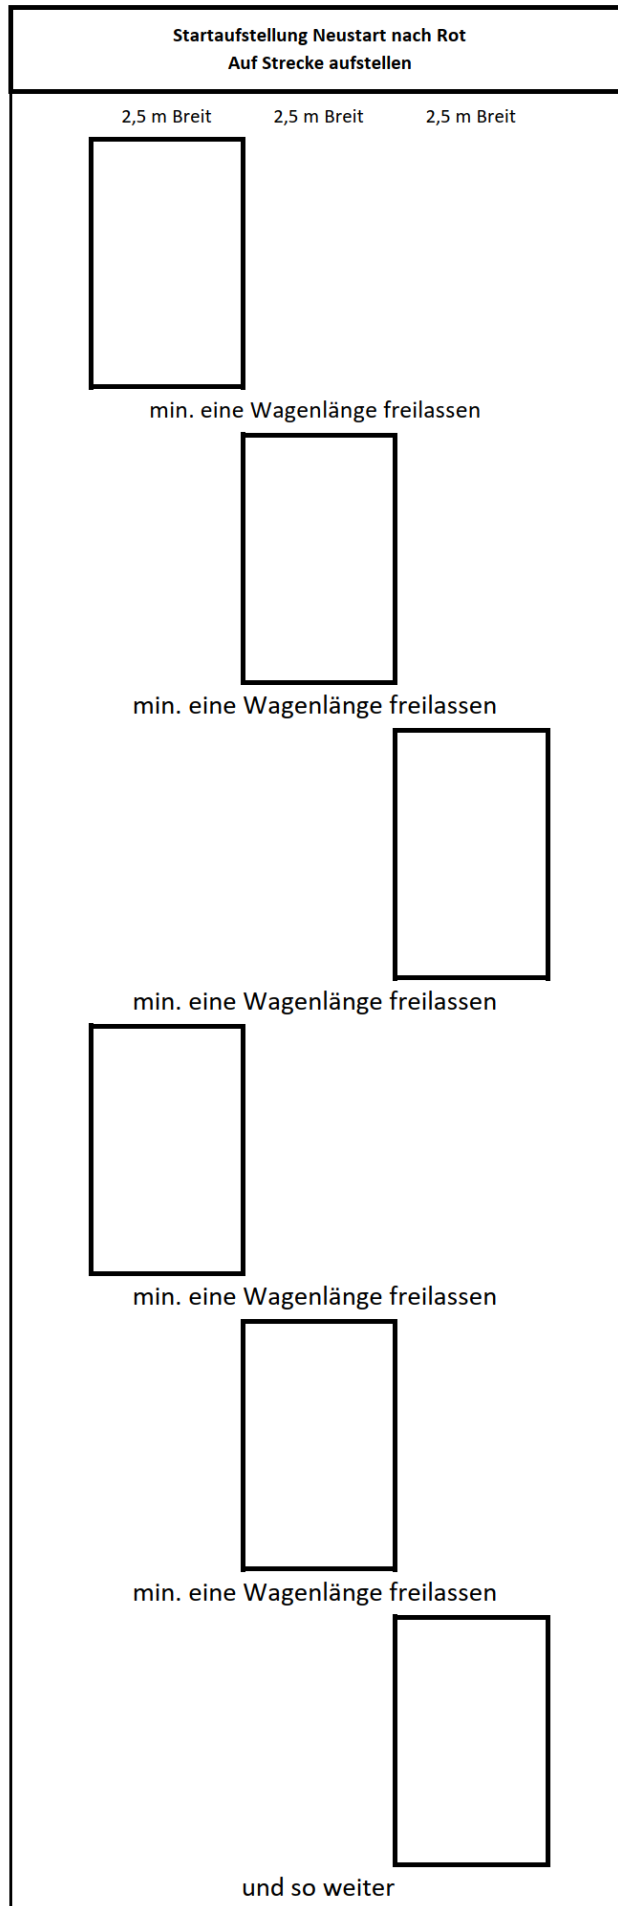 Startaufstellung Neustart nach Rot
Auf Strecke aufstellen
2,5 m Breit 2,5 m Breit 2,5 m Breit
min. eine Wagenlänge freilassen
min. eine Wagenlänge freilassen
min. eine Wagenlänge freilassen
min. eine Wagenlänge freilassen
min. eine Wagenlänge freilassen
und so weiter